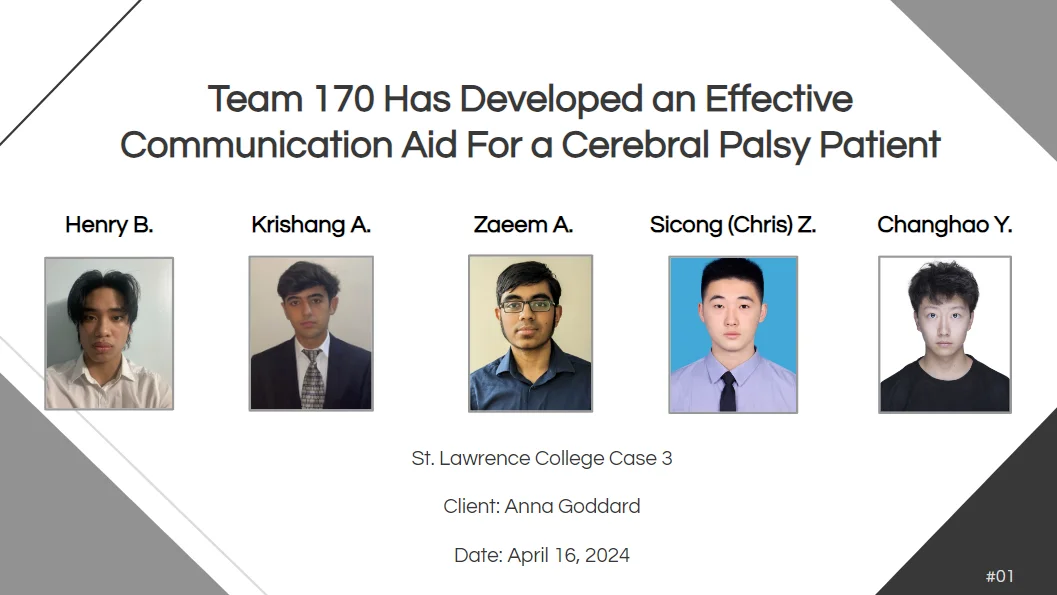 Team 170 Has Developed an Effective
Communication Aid For a Cerebral Palsy Patient
Henry B.
Krishang A.
Zaeem A.
Sicong (Chris) Z.
Changhao Y.
St. Lawrence College Case 3
Client: Anna Goddard
Date: April 16, 2024
#01